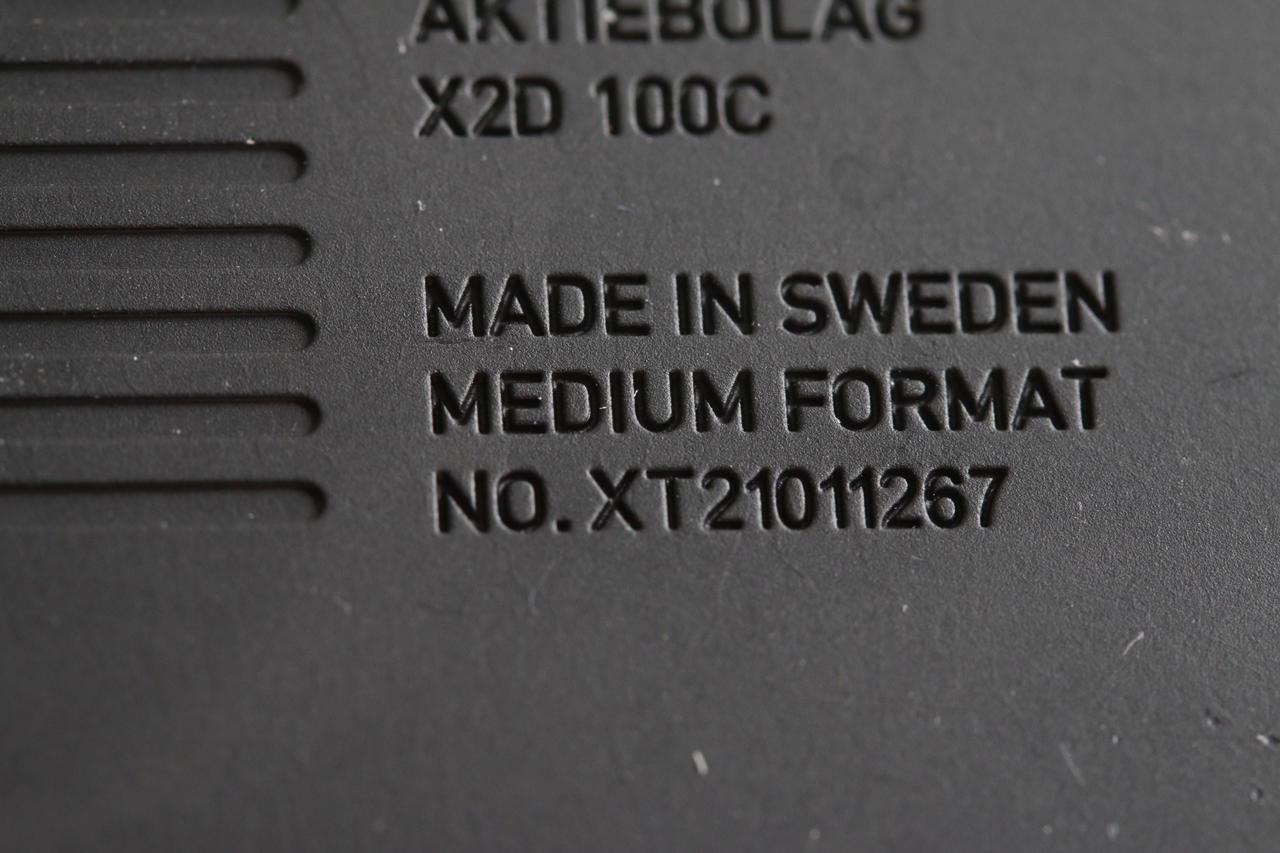 AKTIEBOLAG
X2D 100C
MADE IN SWEDEN
MEDIUM FORMAT
NO. XT21011267